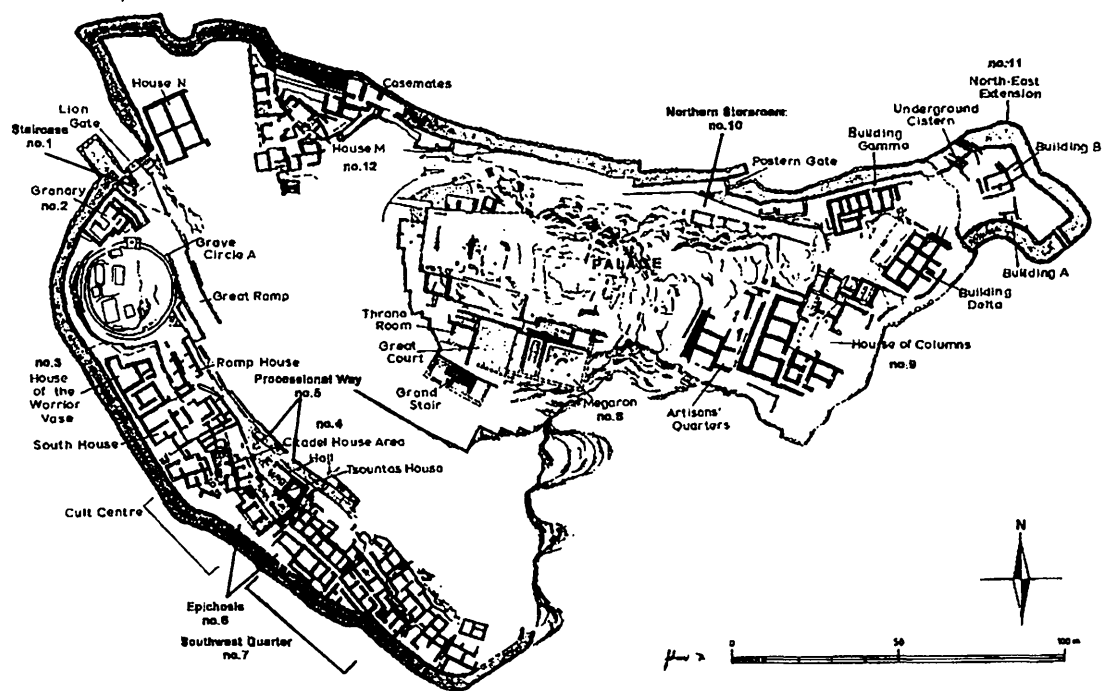 no.11
North-East
Extension
House N
Casemates
Underground
Cistern
Lion
Gate
Northern Storerooms
no.10
Building
Gamma
Building B
Staircase
no.1
House M
no.12
Postern Gate
Granary
no.2
Grave
Circle A
PALACE
Building A
Great Ramp
Building
Delta
Throne
Room
no.3
House
of the
Worrior
Vase
Ramp House
Great
Court
House of Columns
no.9
Processional Way
no.5
Grand
Stair
Megaron
no.8
Artisans'
Quarters
South House
no.4
Citadel House Area
Hall
Tsountas House
Cult Centre
N
Epichosis
no.6
Southwest Quarter
no.7
0 50 100 m